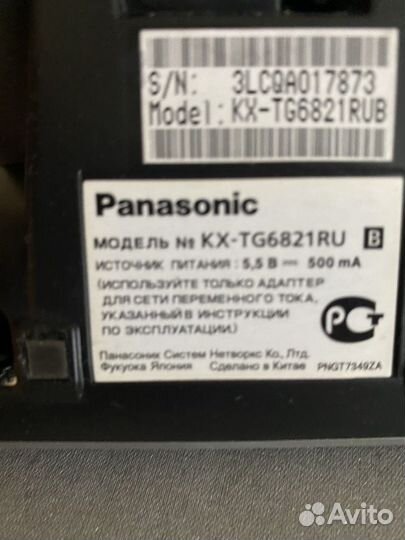 S/N: 3LCQA017873
Model: KX-TG6821RUB
Panasonic
МОДЕЛЬ № KX-TG6821RU B
ИСТОЧНИК ПИТАНИЯ : 5,5 В ⎓ 500 mA
(ИСПОЛЬЗУЙТЕ ТОЛЬКО АДАПТЕР
ДЛЯ СЕТИ ПЕРЕМЕННОГО ТОКА,
УКАЗАННЫЙ В ИНСТРУКЦИИ
ПО ЭКСПЛУАТАЦИИ.)
РСТ
Панасоник Систем Нетворкс Ко., Лтд.
Фукуока Япония Сделано в Китае PNGT7349ZA
Avito